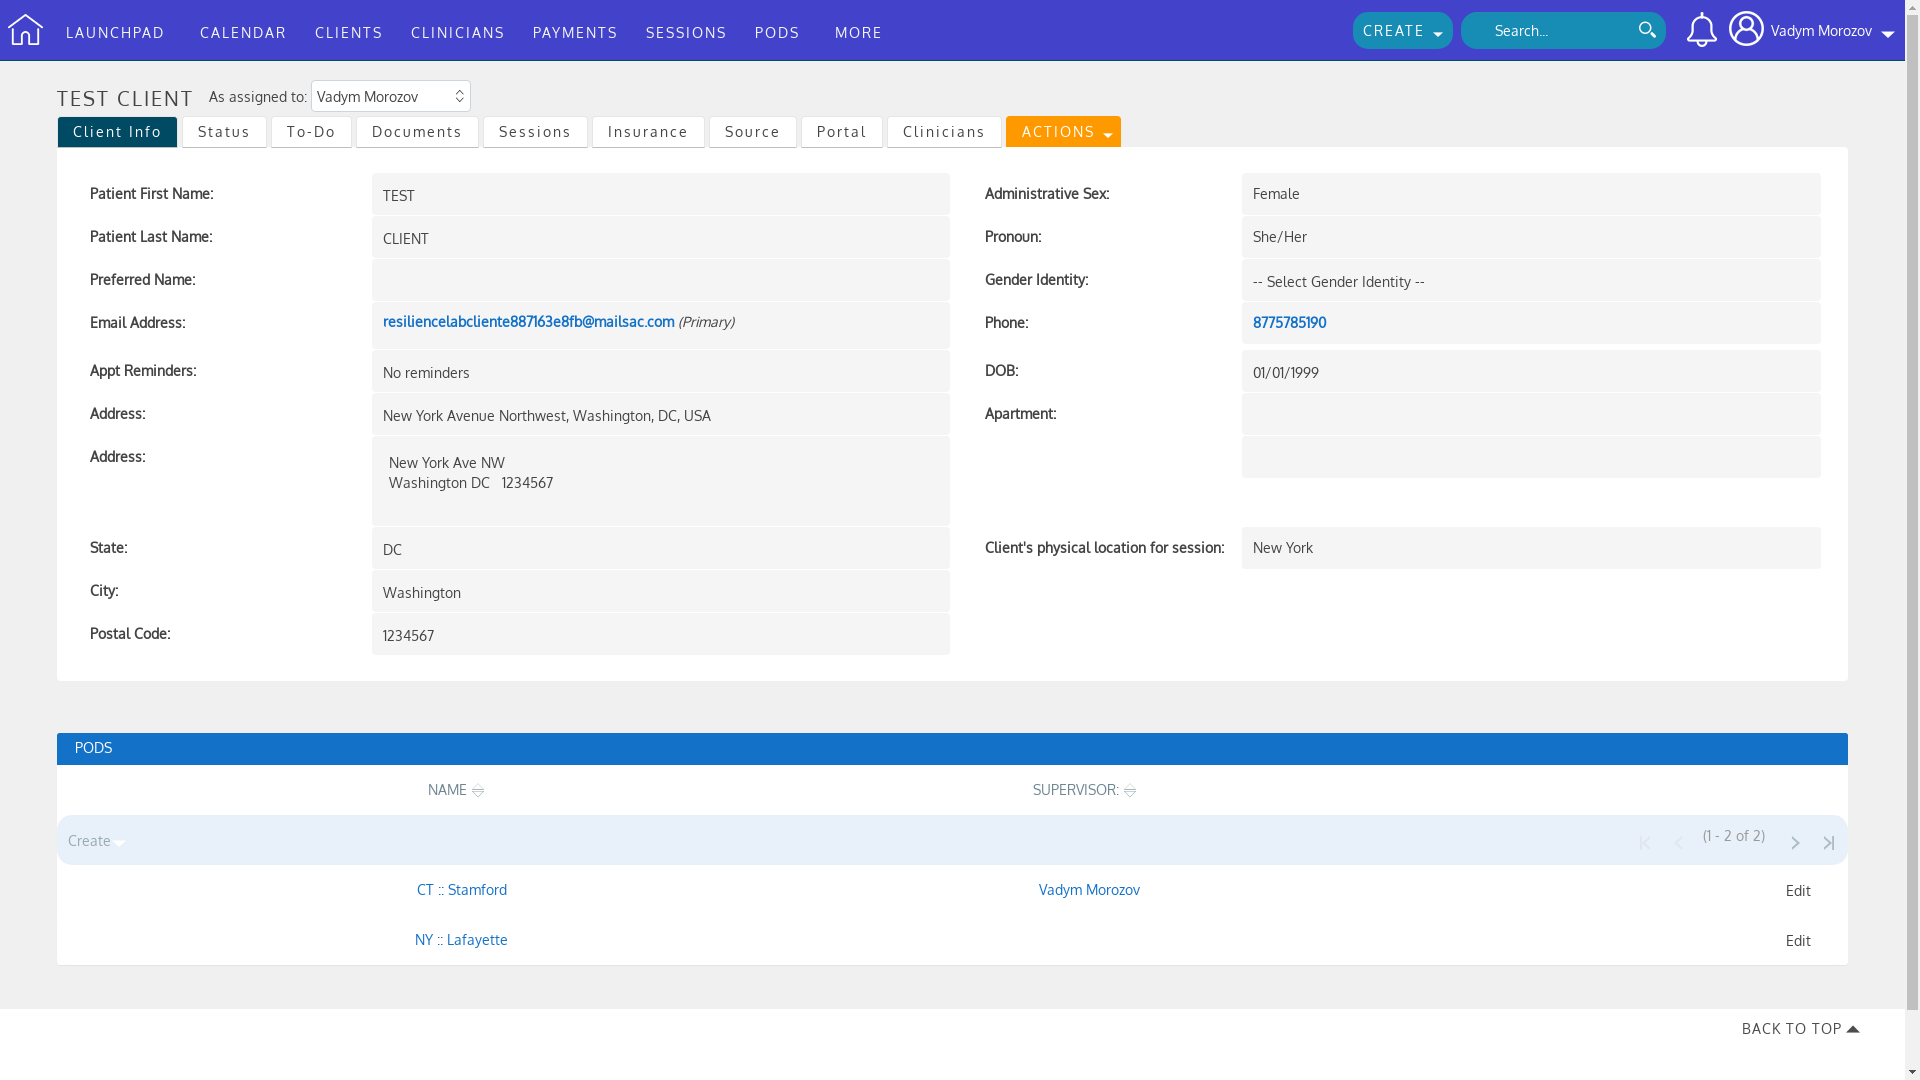 LAUNCHPAD CALENDAR CLIENTS CLINICIANS PAYMENTS SESSIONS PODS MORE CREATE Search... Vadym Morozov
TEST CLIENT As assigned to: Vadym Morozov
Client Info Status To-Do Documents Sessions Insurance Source Portal Clinicians ACTIONS
Patient First Name: TEST Administrative Sex: Female
Patient Last Name: CLIENT Pronoun: She/Her
Preferred Name: Gender Identity: -- Select Gender Identity --
Email Address: resiliencelabcliente887163e8fb@mailsac.com (Primary) Phone: 8775785190
Appt Reminders: No reminders DOB: 01/01/1999
Address: New York Avenue Northwest, Washington, DC, USA Apartment:
Address: New York Ave NW
Washington DC 1234567
State: DC Client's physical location for session: New York
City: Washington
Postal Code: 1234567
PODS
NAME SUPERVISOR:
Create (1 - 2 of 2)
CT :: Stamford Vadym Morozov Edit
NY :: Lafayette Edit
BACK TO TOP